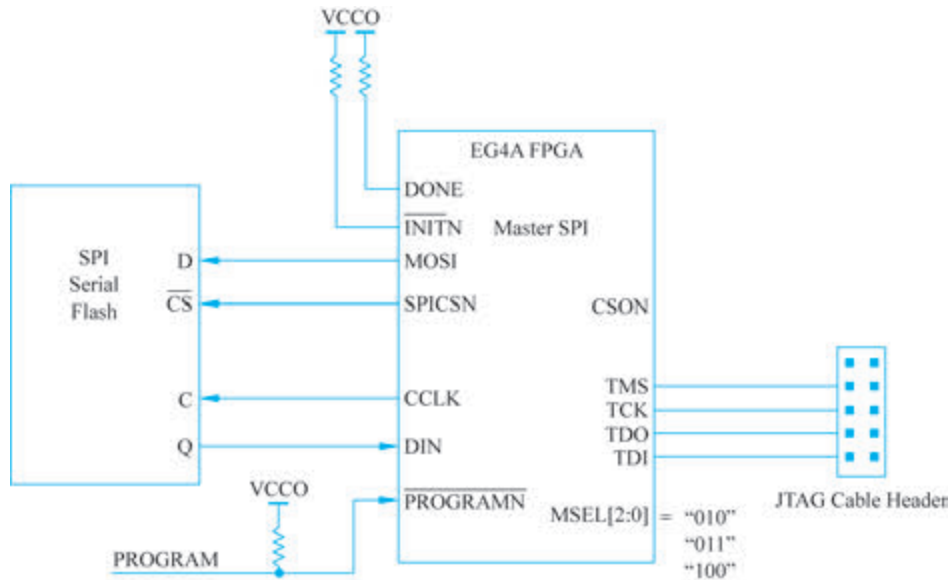 VCCO
EG4A FPGA
DONE
INITN
Master SPI
SPI
Serial
Flash
D
MOSI
CS
SPICSN
CSON
TMS
C
CCLK
TCK
TDO
Q
DIN
TDI
VCCO
PROGRAMN
JTAG Cable Header
MSEL[2:0] = “010”
“011”
“100”
PROGRAM